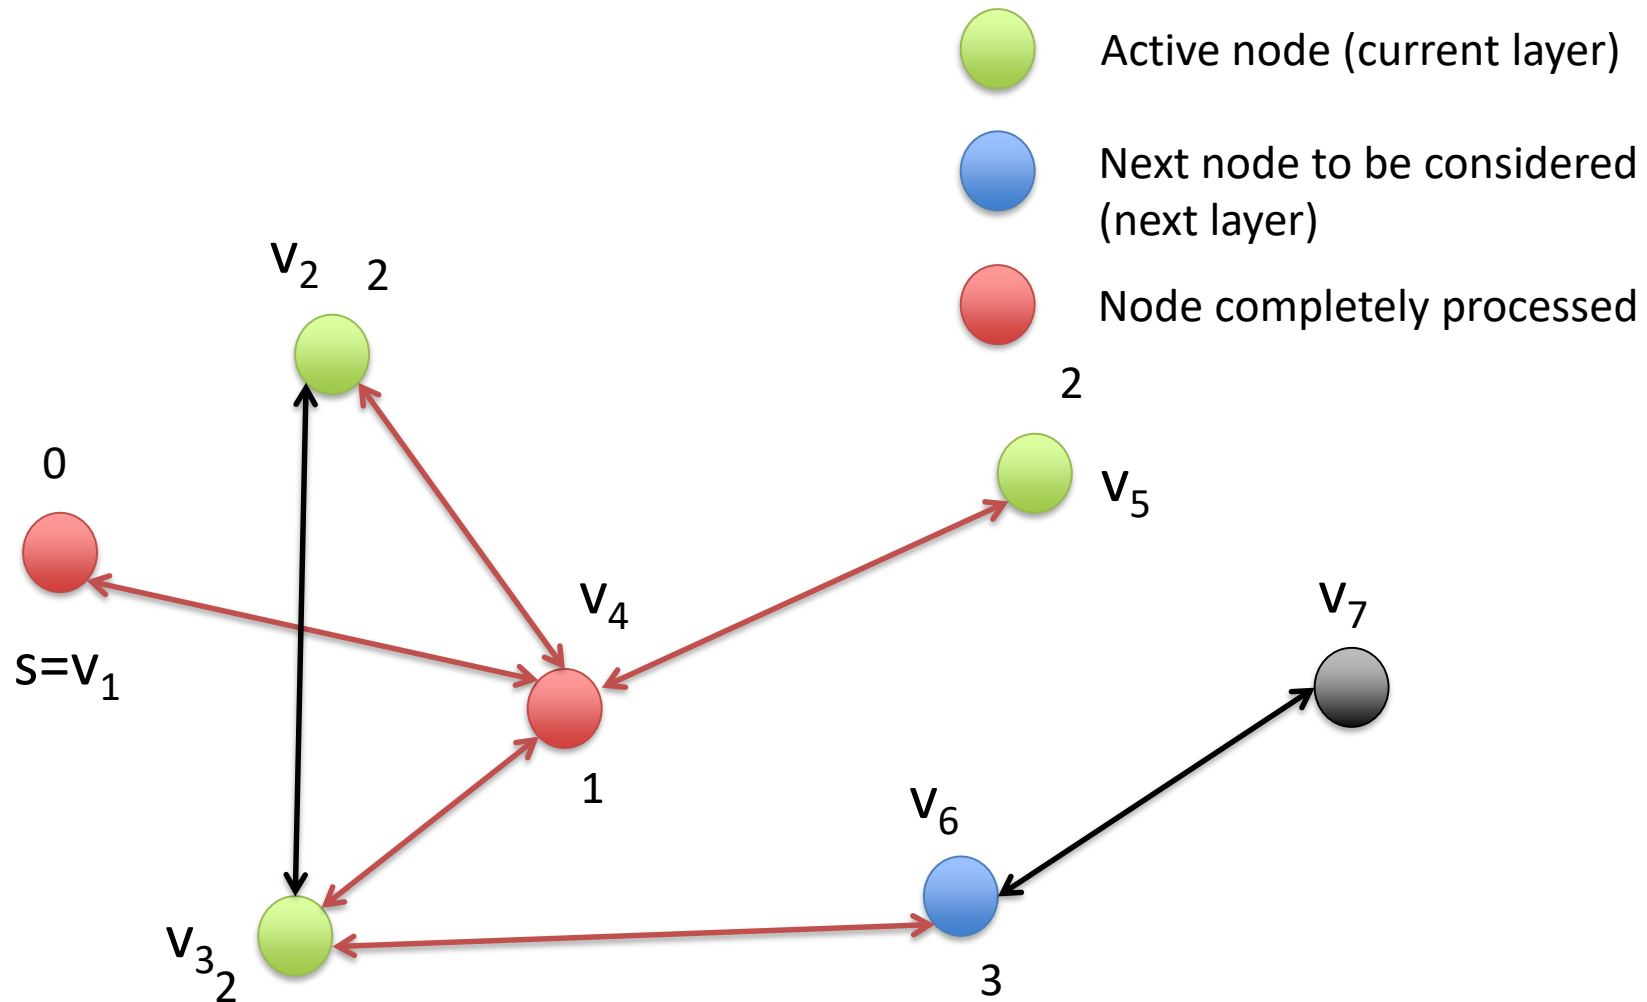 Active node (current layer)
Next node to be considered
(next layer)
Node completely processed
v2 2
2
0
v5
v4
v7
s=v1
1
v6
v3 2
3